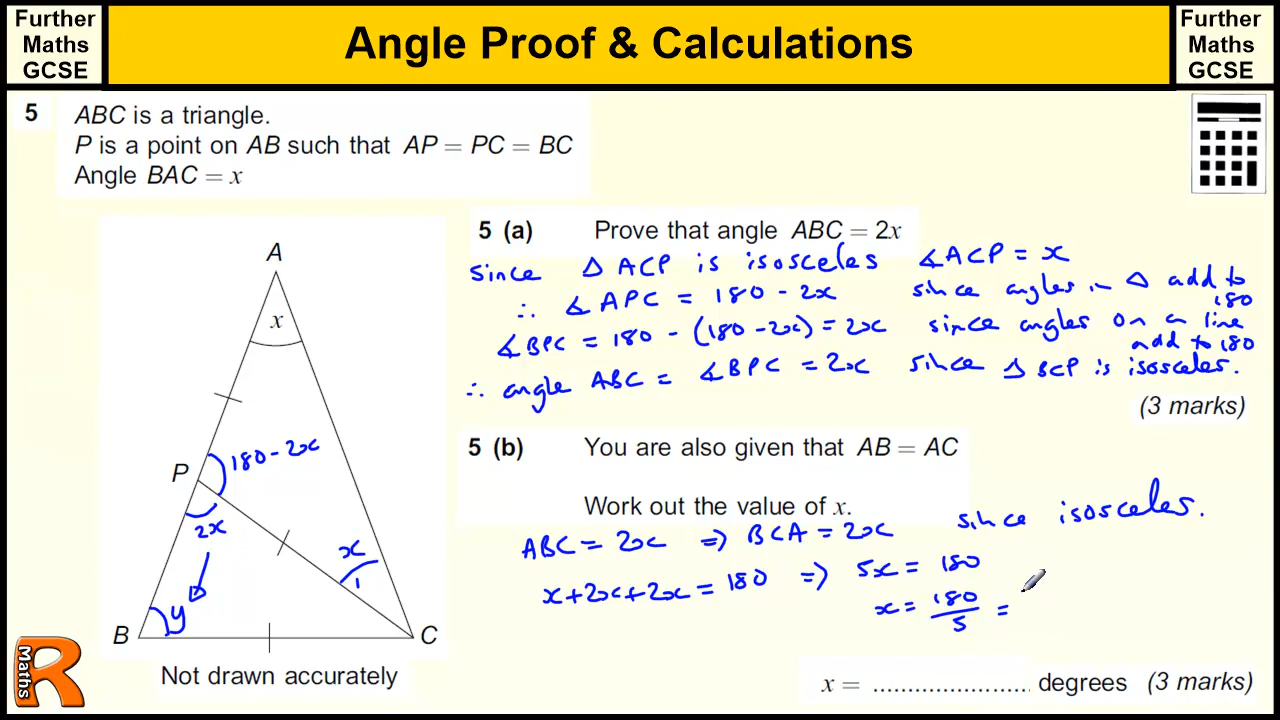 Further
Maths
GCSE
Angle Proof & Calculations
Further
Maths
GCSE
5
ABC is a triangle.
P is a point on AB such that AP = PC = BC
Angle BAC = x
5 (a) Prove that angle ABC = 2x
since Δ ACP is isosceles ∡ACP = x
∴ ∡APC = 180 - 2x since angles in Δ add to 180
∡BPC = 180 - (180 - 2x) = 2x since angles on a line add to 180
∴ angle ABC = ∡BPC = 2x since Δ BCP is isosceles.
(3 marks)
5 (b) You are also given that AB = AC
Work out the value of x.
ABC = 2x => BCA = 2x since isosceles.
x + 2x + 2x = 180 => 5x = 180
x = 180/5 =
x = ........................ degrees (3 marks)
A
x
P
180 - 2x
2x
x
y
B
C
Not drawn accurately
R
Maths